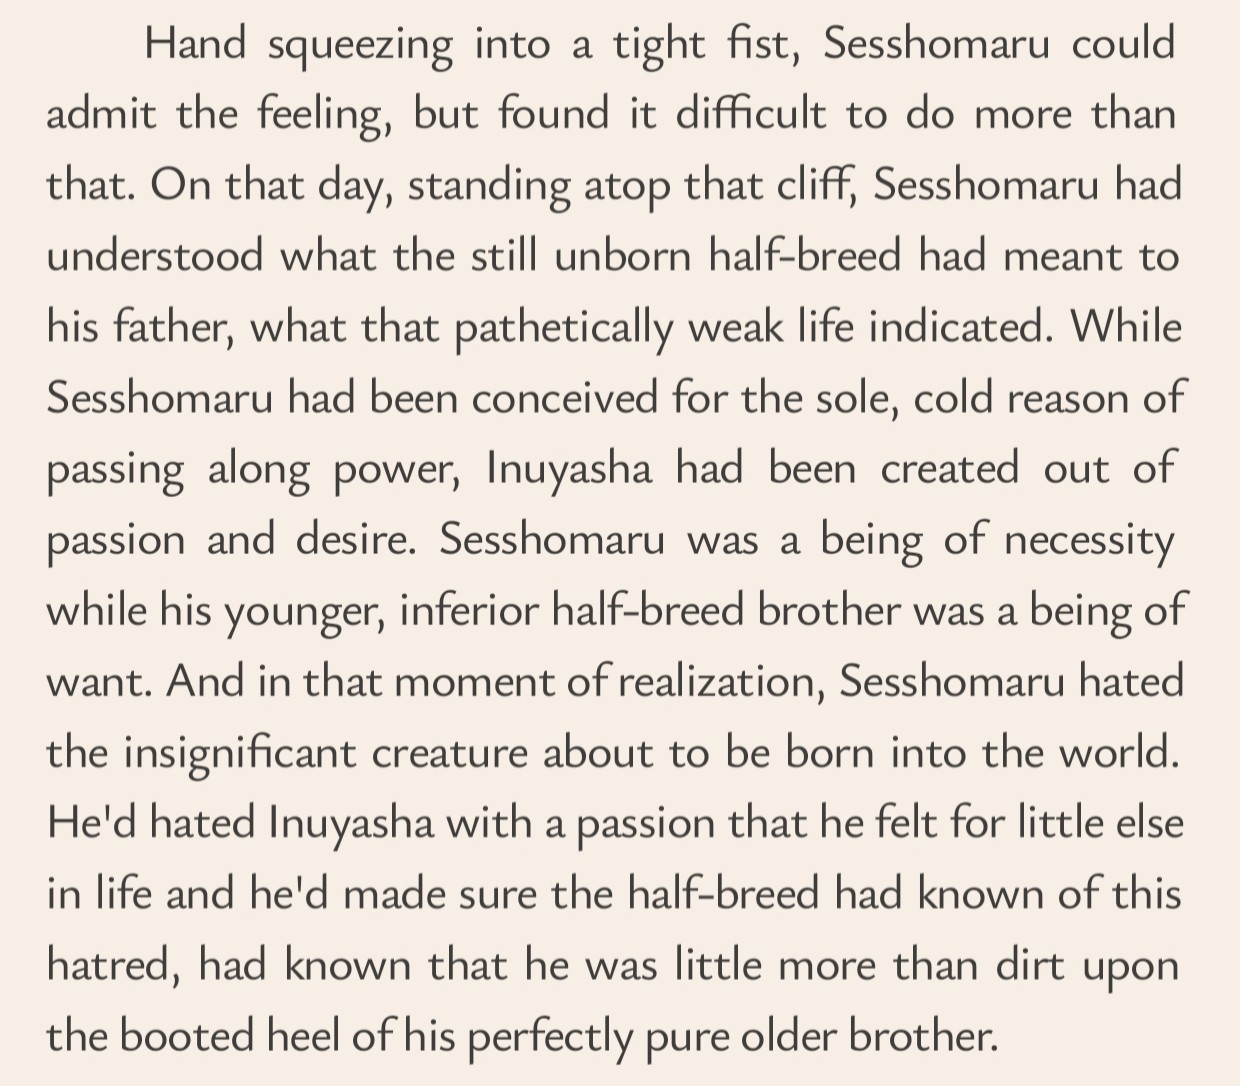 Hand squeezing into a tight fist, Sesshomaru could
admit the feeling, but found it difficult to do more than
that. On that day, standing atop that cliff, Sesshomaru had
understood what the still unborn half-breed had meant to
his father, what that pathetically weak life indicated. While
Sesshomaru had been conceived for the sole, cold reason of
passing along power, Inuyasha had been created out of
passion and desire. Sesshomaru was a being of necessity
while his younger, inferior half-breed brother was a being of
want. And in that moment of realization, Sesshomaru hated
the insignificant creature about to be born into the world.
He'd hated Inuyasha with a passion that he felt for little else
in life and he'd made sure the half-breed had known of this
hatred, had known that he was little more than dirt upon
the booted heel of his perfectly pure older brother.